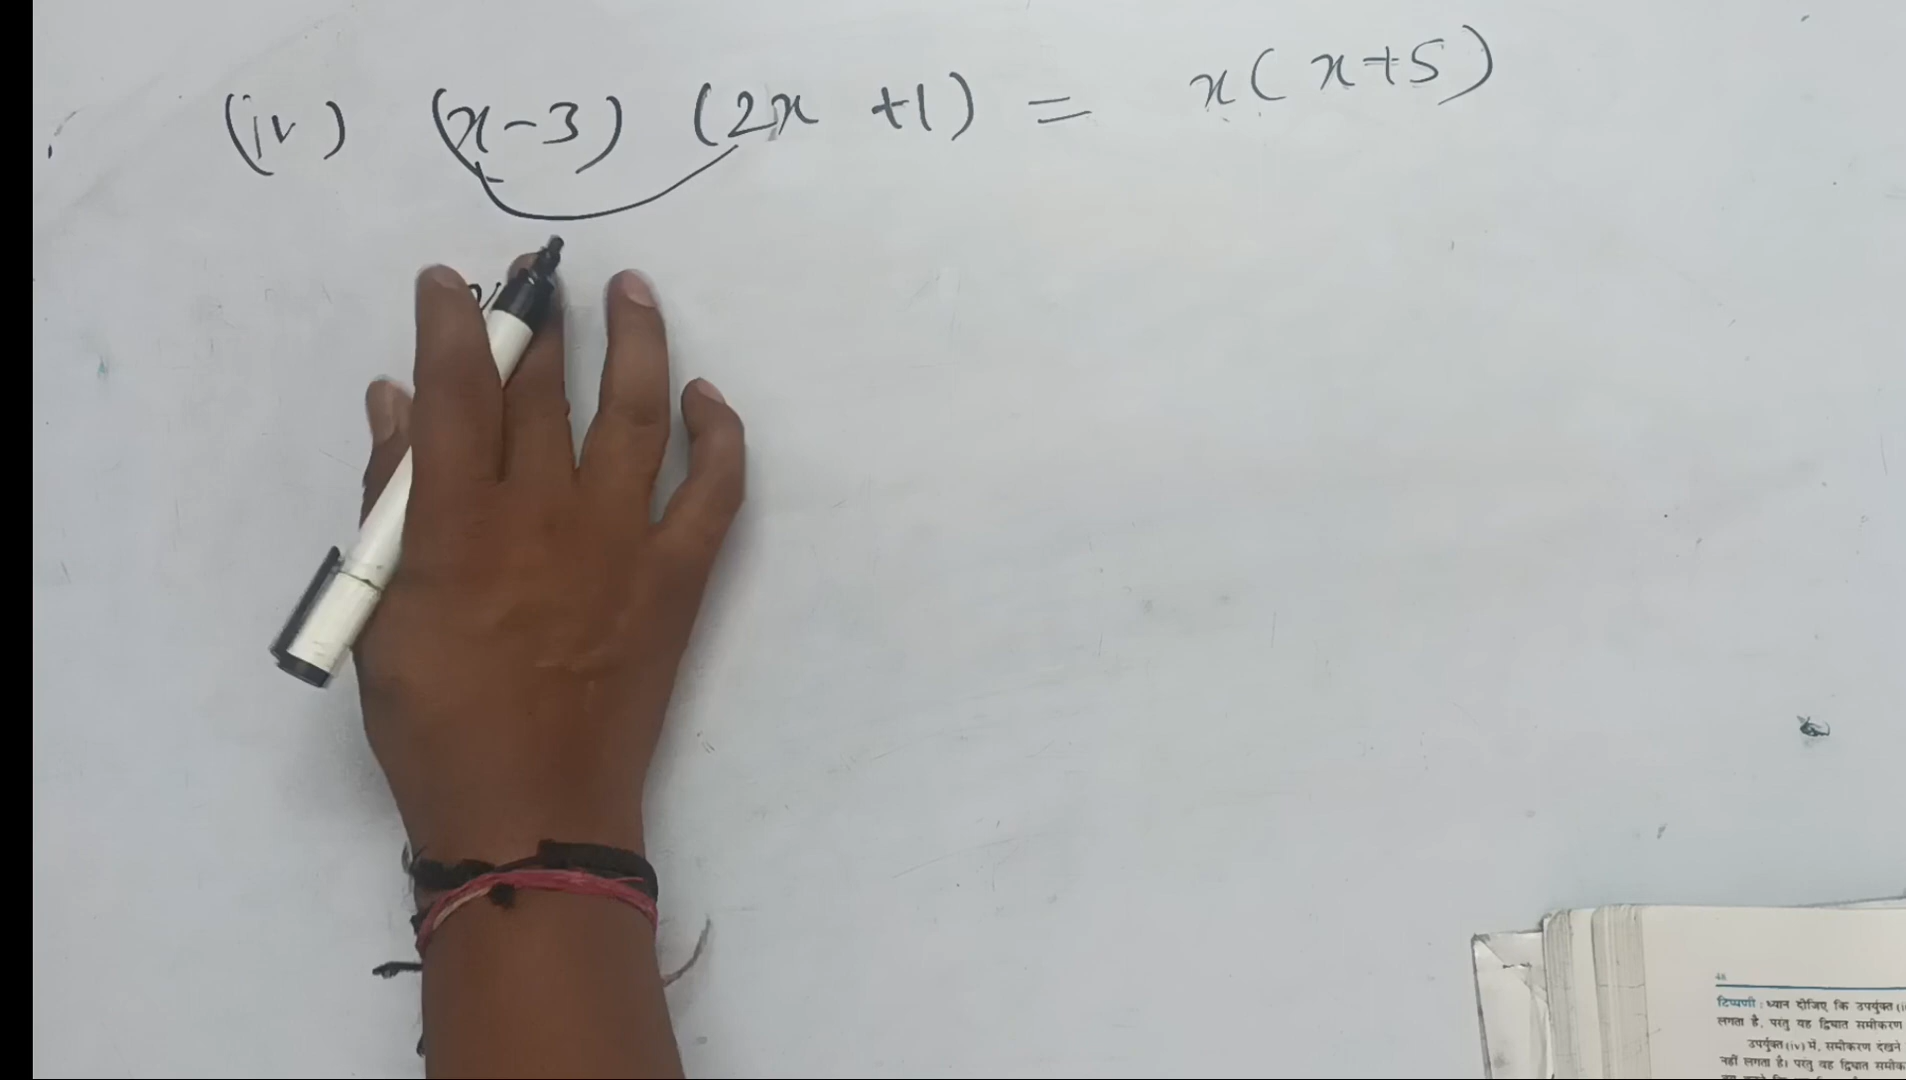 (iv) (x-3) (2x +1) = x(x+5)
48
टिप्पणी : ध्यान दीजिए कि उपर्युक्त
लगता है, परंतु यह द्विघात समीकरण
उपर्युक्त (iv) में, समीकरण देखने
नहीं लगता है। परंतु यह द्विघात